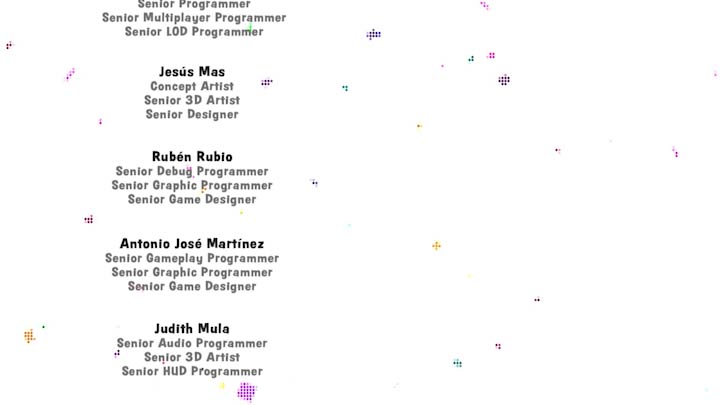 Senior Programmer
Senior Multiplayer Programmer
Senior LOD Programmer
Jesús Mas
Concept Artist
Senior 3D Artist
Senior Designer
Rubén Rubio
Senior Debug Programmer
Senior Graphic Programmer
Senior Game Designer
Antonio José Martínez
Senior Gameplay Programmer
Senior Graphic Programmer
Senior Game Designer
Judith Mula
Senior Audio Programmer
Senior 3D Artist
Senior HUD Programmer